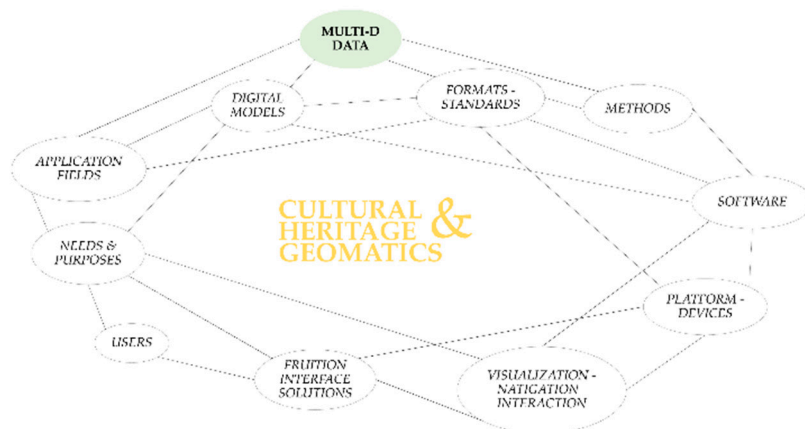 MULTI-D
DATA
DIGITAL
MODELS
FORMATS -
STANDARDS
METHODS
APPLICATION
FIELDS
SOFTWARE
CULTURAL
HERITAGE &
GEOMATICS
NEEDS &
PURPOSES
PLATFORM -
DEVICES
USERS
FRUITION
INTERFACE
SOLUTIONS
VISUALIZATION -
NATIGATION
INTERACTION